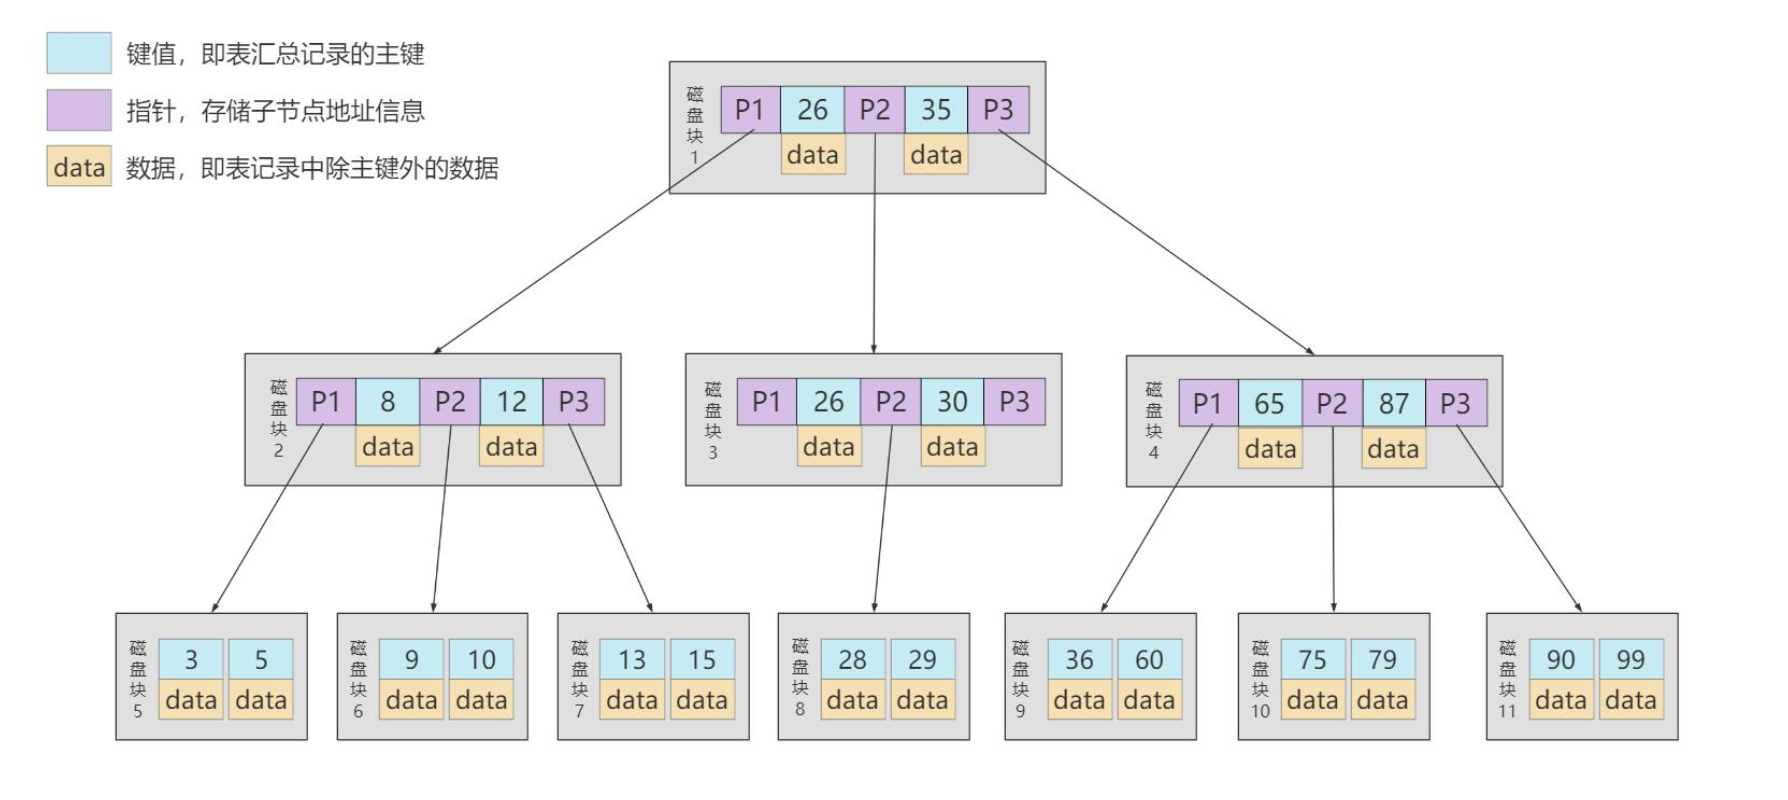 键值，即表汇总记录的主键
指针，存储子节点地址信息
data 数据，即表记录中除主键外的数据
磁盘块1
P1 26 P2 35 P3
data data
磁盘块2
P1 8 P2 12 P3
data data
磁盘块3
P1 26 P2 30 P3
data data
磁盘块4
P1 65 P2 87 P3
data data
磁盘块5
3 5
data data
磁盘块6
9 10
data data
磁盘块7
13 15
data data
磁盘块8
28 29
data data
磁盘块9
36 60
data data
磁盘块10
75 79
data data
磁盘块11
90 99
data data